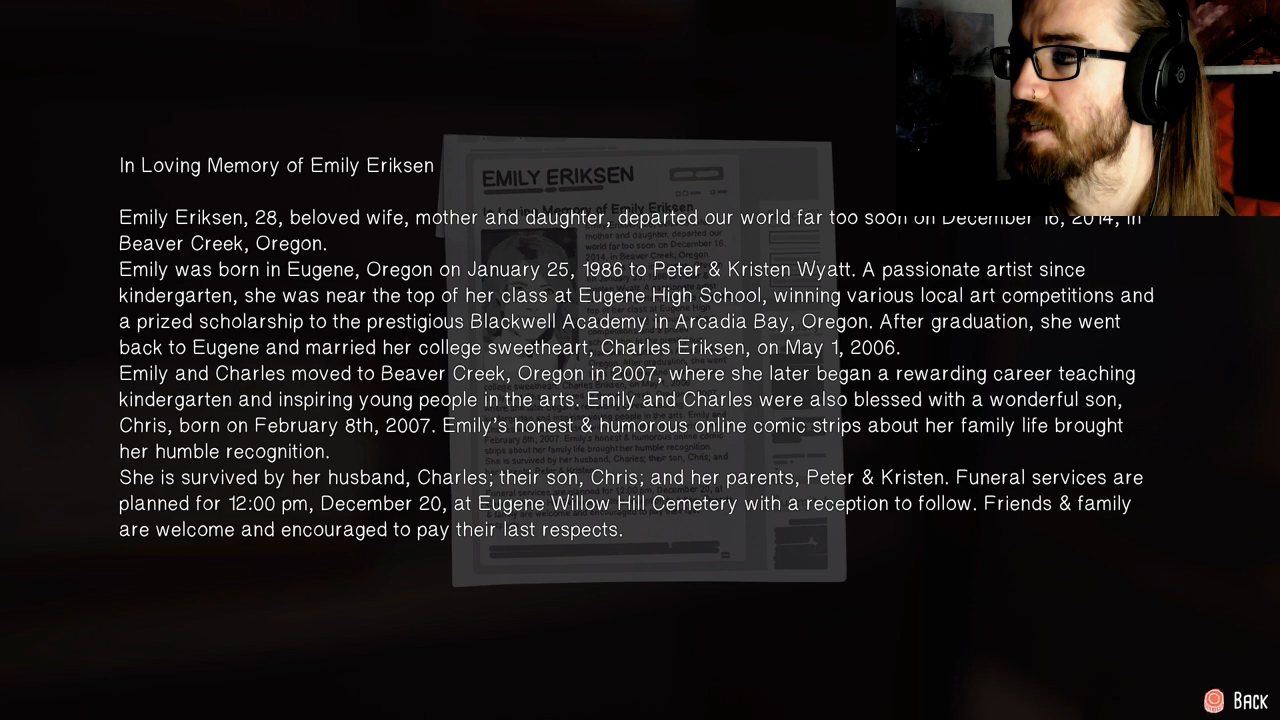 In Loving Memory of Emily Eriksen
Emily Eriksen, 28, beloved wife, mother and daughter, departed our world far too soon on December 16, 2014, in
Beaver Creek, Oregon.
Emily was born in Eugene, Oregon on January 25, 1986 to Peter & Kristen Wyatt. A passionate artist since
kindergarten, she was near the top of her class at Eugene High School, winning various local art competitions and
a prized scholarship to the prestigious Blackwell Academy in Arcadia Bay, Oregon. After graduation, she went
back to Eugene and married her college sweetheart, Charles Eriksen, on May 1, 2006.
Emily and Charles moved to Beaver Creek, Oregon in 2007, where she later began a rewarding career teaching
kindergarten and inspiring young people in the arts. Emily and Charles were also blessed with a wonderful son,
Chris, born on February 8th, 2007. Emily's honest & humorous online comic strips about her family life brought
her humble recognition.
She is survived by her husband, Charles; their son, Chris; and her parents, Peter & Kristen. Funeral services are
planned for 12:00 pm, December 20, at Eugene Willow Hill Cemetery with a reception to follow. Friends & family
are welcome and encouraged to pay their last respects.
EMILY ERIKSEN
In Loving Memory of Emily Eriksen
BACK